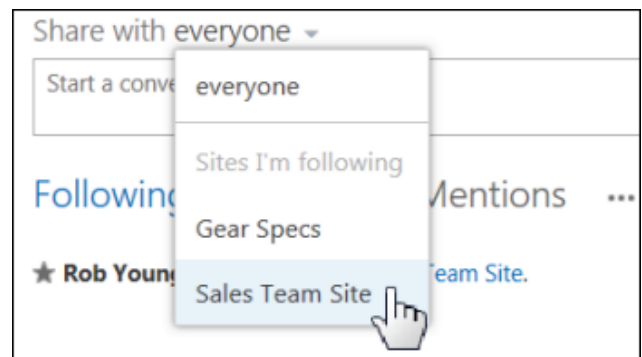 Share with everyone
Start a conve
everyone
Sites I'm following
Following
Mentions
...
Gear Specs
★ Rob Young
Team Site.
Sales Team Site